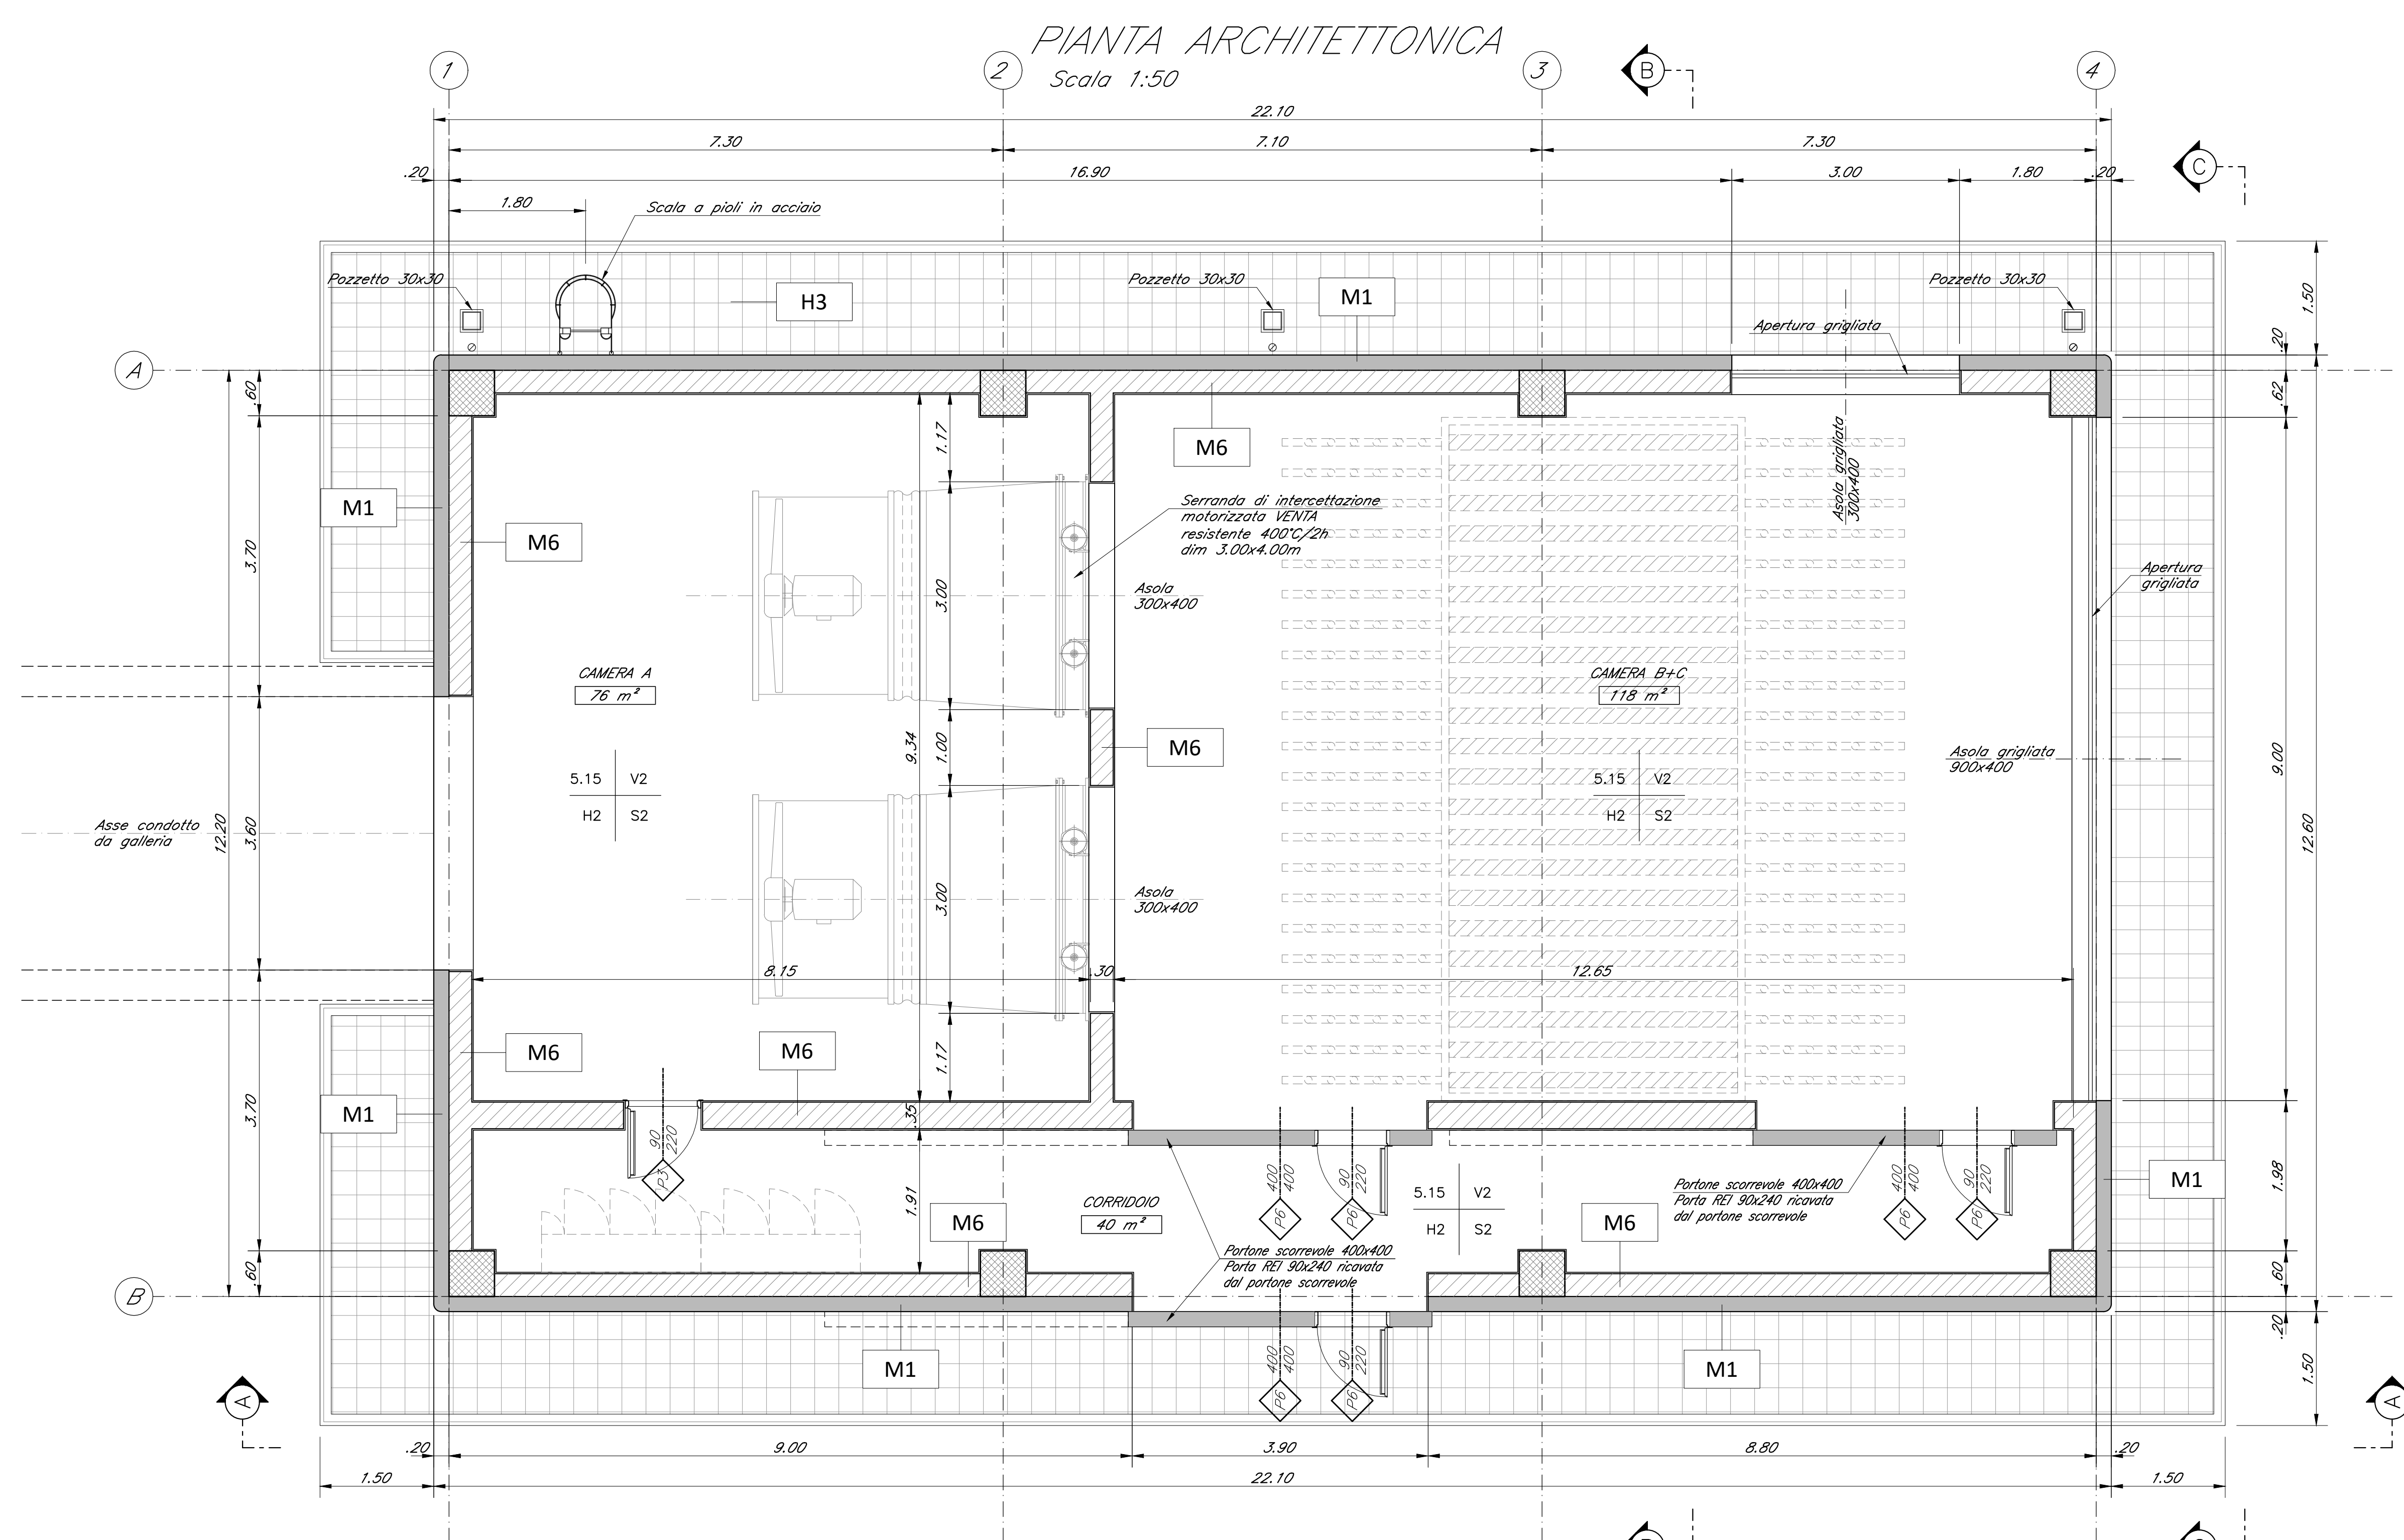 PIANTA ARCHITETTONICA
Scala 1:50
1
2
3
4
B
C
22.10
7.30
7.10
7.30
.20
16.90
3.00
1.80
.20
1.80
Scala a pioli in acciaio
Pozzetto 30x30
H3
Pozzetto 30x30
M1
Pozzetto 30x30
Apertura grigliata
1.50
.20
A
.60
.62
1.17
M6
Asola grigliata
300x400
M1
M6
3.70
Serranda di intercettazione
motorizzata VENTA
resistente 400°C/2h
dim 3.00x4.00m
3.00
Asola
300x400
Apertura
grigliata
CAMERA A
76 m²
CAMERA B+C
118 m²
9.34
1.00
M6
Asola grigliata
900x400
9.00
5.15 V2
H2 S2
5.15 V2
H2 S2
Asse condotto
da galleria
12.20
3.60
12.60
3.00
Asola
300x400
8.15
.30
12.65
M6
M6
1.17
M1
3.70
.35
90
220
P3
1.91
CORRIDOIO
40 m²
M6
400
400
P6
90
220
P6
5.15 V2
H2 S2
M6
Portone scorrevole 400x400
Porta REI 90x240 ricavata
dal portone scorrevole
400
400
P6
90
220
P6
M1
1.98
Portone scorrevole 400x400
Porta REI 90x240 ricavata
dal portone scorrevole
.60
.60
B
.20
M1
400
400
P6
90
220
P6
M1
1.50
A
A
.20
9.00
3.90
8.80
.20
1.50
22.10
1.50